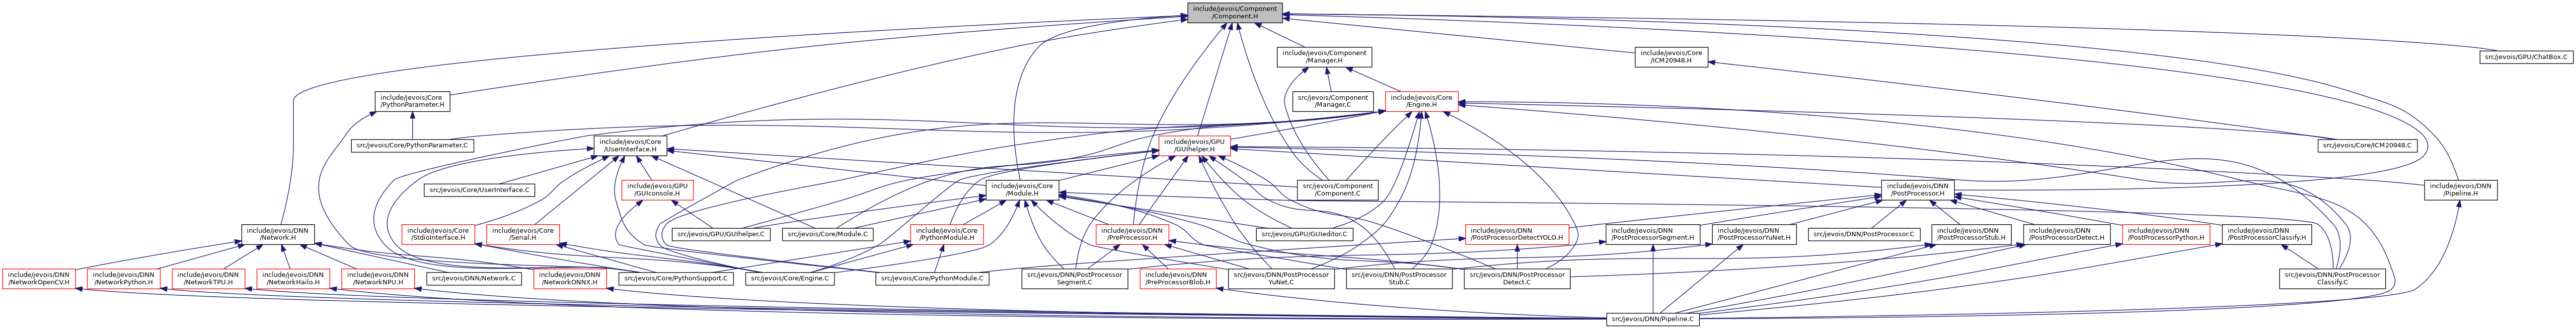 include/jevois/Component
/Component.H
include/jevois/Component
/Manager.H
include/jevois/Core
/ICM20948.H
src/jevois/GPU/ChatBox.C
include/jevois/Core
/PythonParameter.H
src/jevois/Component
/Manager.C
include/jevois/Core
/Engine.H
src/jevois/Core/PythonParameter.C
include/jevois/Core
/UserInterface.H
include/jevois/GPU
/GUIhelper.H
src/jevois/Core/ICM20948.C
src/jevois/Core/UserInterface.C
include/jevois/GPU
/GUIconsole.H
include/jevois/Core
/Module.H
src/jevois/Component
/Component.C
include/jevois/DNN
/PostProcessor.H
include/jevois/DNN
/Pipeline.H
include/jevois/DNN
/Network.H
include/jevois/Core
/StdioInterface.H
include/jevois/Core
/Serial.H
src/jevois/GPU/GUIhelper.C
src/jevois/Core/Module.C
include/jevois/Core
/PythonModule.H
include/jevois/DNN
/PreProcessor.H
src/jevois/GPU/GUIeditor.C
include/jevois/DNN
/PostProcessorDetectYOLO.H
include/jevois/DNN
/PostProcessorSegment.H
include/jevois/DNN
/PostProcessorYuNet.H
src/jevois/DNN/PostProcessor.C
include/jevois/DNN
/PostProcessorStub.H
include/jevois/DNN
/PostProcessorDetect.H
include/jevois/DNN
/PostProcessorPython.H
include/jevois/DNN
/PostProcessorClassify.H
include/jevois/DNN
/NetworkOpenCV.H
include/jevois/DNN
/NetworkPython.H
include/jevois/DNN
/NetworkTPU.H
include/jevois/DNN
/NetworkHailo.H
include/jevois/DNN
/NetworkNPU.H
src/jevois/DNN/Network.C
include/jevois/DNN
/NetworkONNX.H
src/jevois/Core/PythonSupport.C
src/jevois/Core/Engine.C
src/jevois/Core/PythonModule.C
src/jevois/DNN/PostProcessor
Segment.C
include/jevois/DNN
/PreProcessorBlob.H
src/jevois/DNN/PostProcessor
YuNet.C
src/jevois/DNN/PostProcessor
Stub.C
src/jevois/DNN/PostProcessor
Detect.C
src/jevois/DNN/PostProcessor
Classify.C
src/jevois/DNN/Pipeline.C